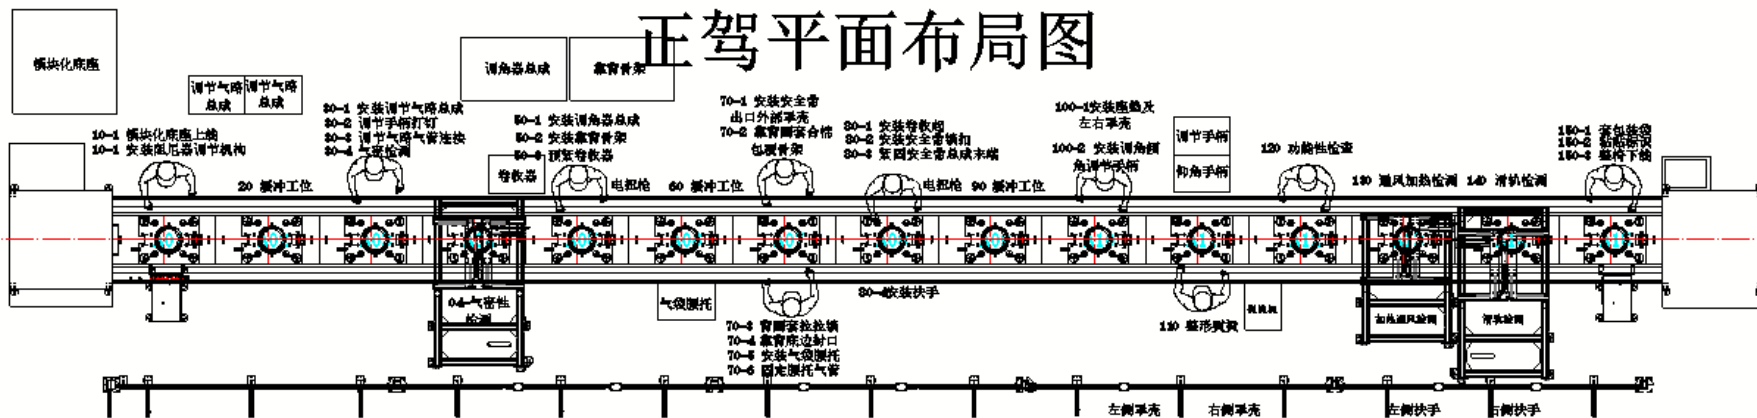 正驾平面布局图
模块化底座
调节气路
总成
调节气路
总成
调角器总成
靠背骨架
10-1 模块化底座上线
10-1 安装阻尼器调节机构
20 缓冲工位
30-1 安装调节气路总成
30-2 调节手柄打钉
30-3 调节气路气管连接
30-4 气密检测
50-1 安装调角器总成
50-2 安装靠背骨架
50-3 预紧卷收器
卷收器
电扭枪
60 缓冲工位
70-1 安装安全带
出口外部罩壳
70-2 靠背面套合棉
包覆骨架
80-1 安装卷收起
80-2 安装安全带锁扣
80-3 紧固安全带总成末端
电扭枪
90 缓冲工位
100-1安装座垫及
左右罩壳
100-2 安装调角侧
角调节手柄
调节手柄
仰角手柄
120 功能性检查
130 通风加热检测
140 滑轨检测
150-1 套包装袋
150-2 粘贴标识
150-3 整椅下线
04-气密性
检测
气袋腰托
70-3 背面套拉拉链
70-4 靠背底边封口
70-5 安装气袋腰托
70-6 固定腰托气管
80-4安装扶手
110 整形熨烫
加热通风检测
滑轨检测
左侧罩壳
右侧罩壳
左侧扶手
右侧扶手